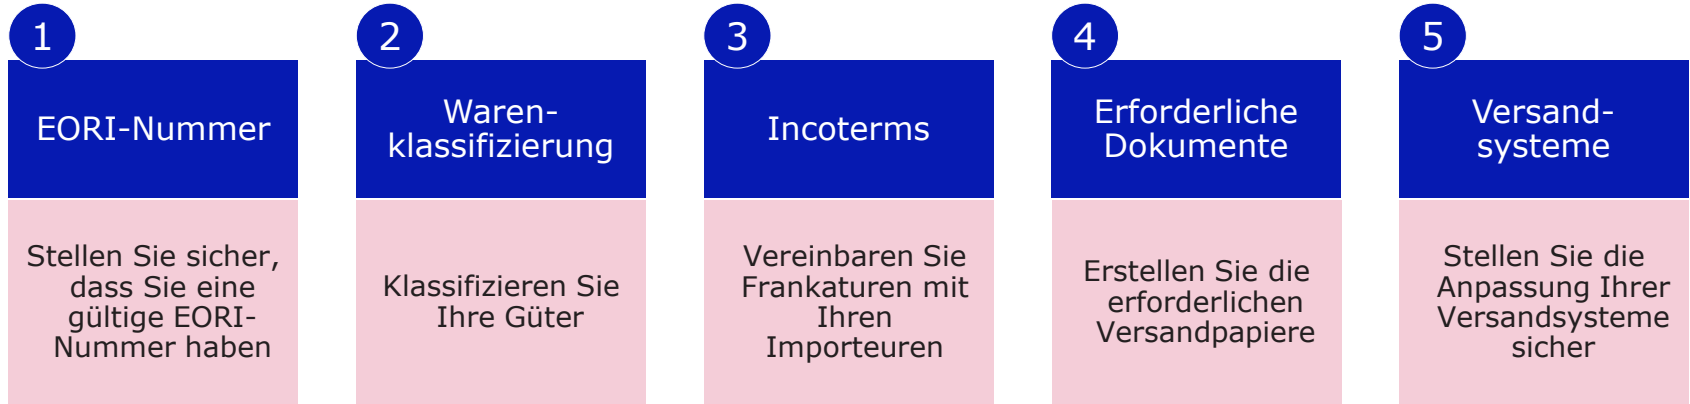 1
EORI-Nummer
Stellen Sie sicher,
dass Sie eine
gültige EORI-
Nummer haben
2
Waren-
klassifizierung
Klassifizieren Sie
Ihre Güter
3
Incoterms
Vereinbaren Sie
Frankaturen mit
Ihren
Importeuren
4
Erforderliche
Dokumente
Erstellen Sie die
erforderlichen
Versandpapiere
5
Versand-
systeme
Stellen Sie die
Anpassung Ihrer
Versandsysteme
sicher